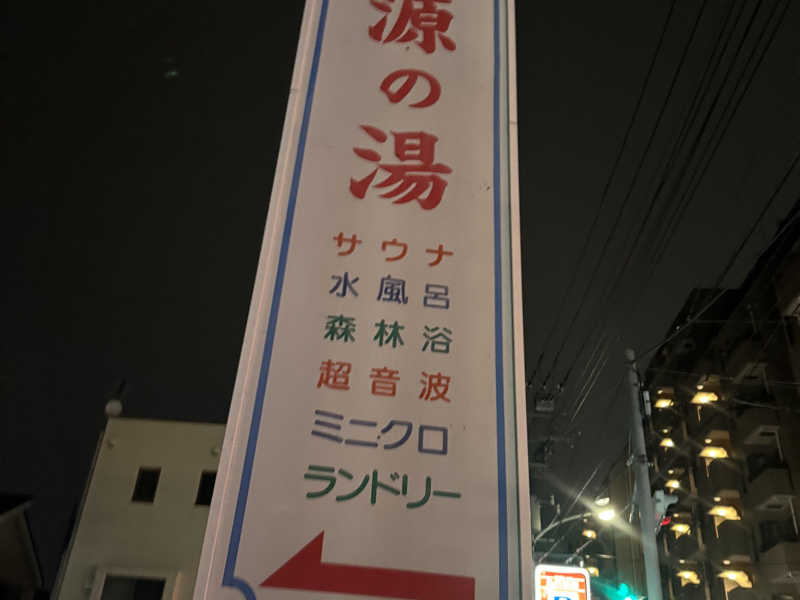 源の湯
サウナ
水風呂
森林浴
超音波
ミニクロ
ランドリー